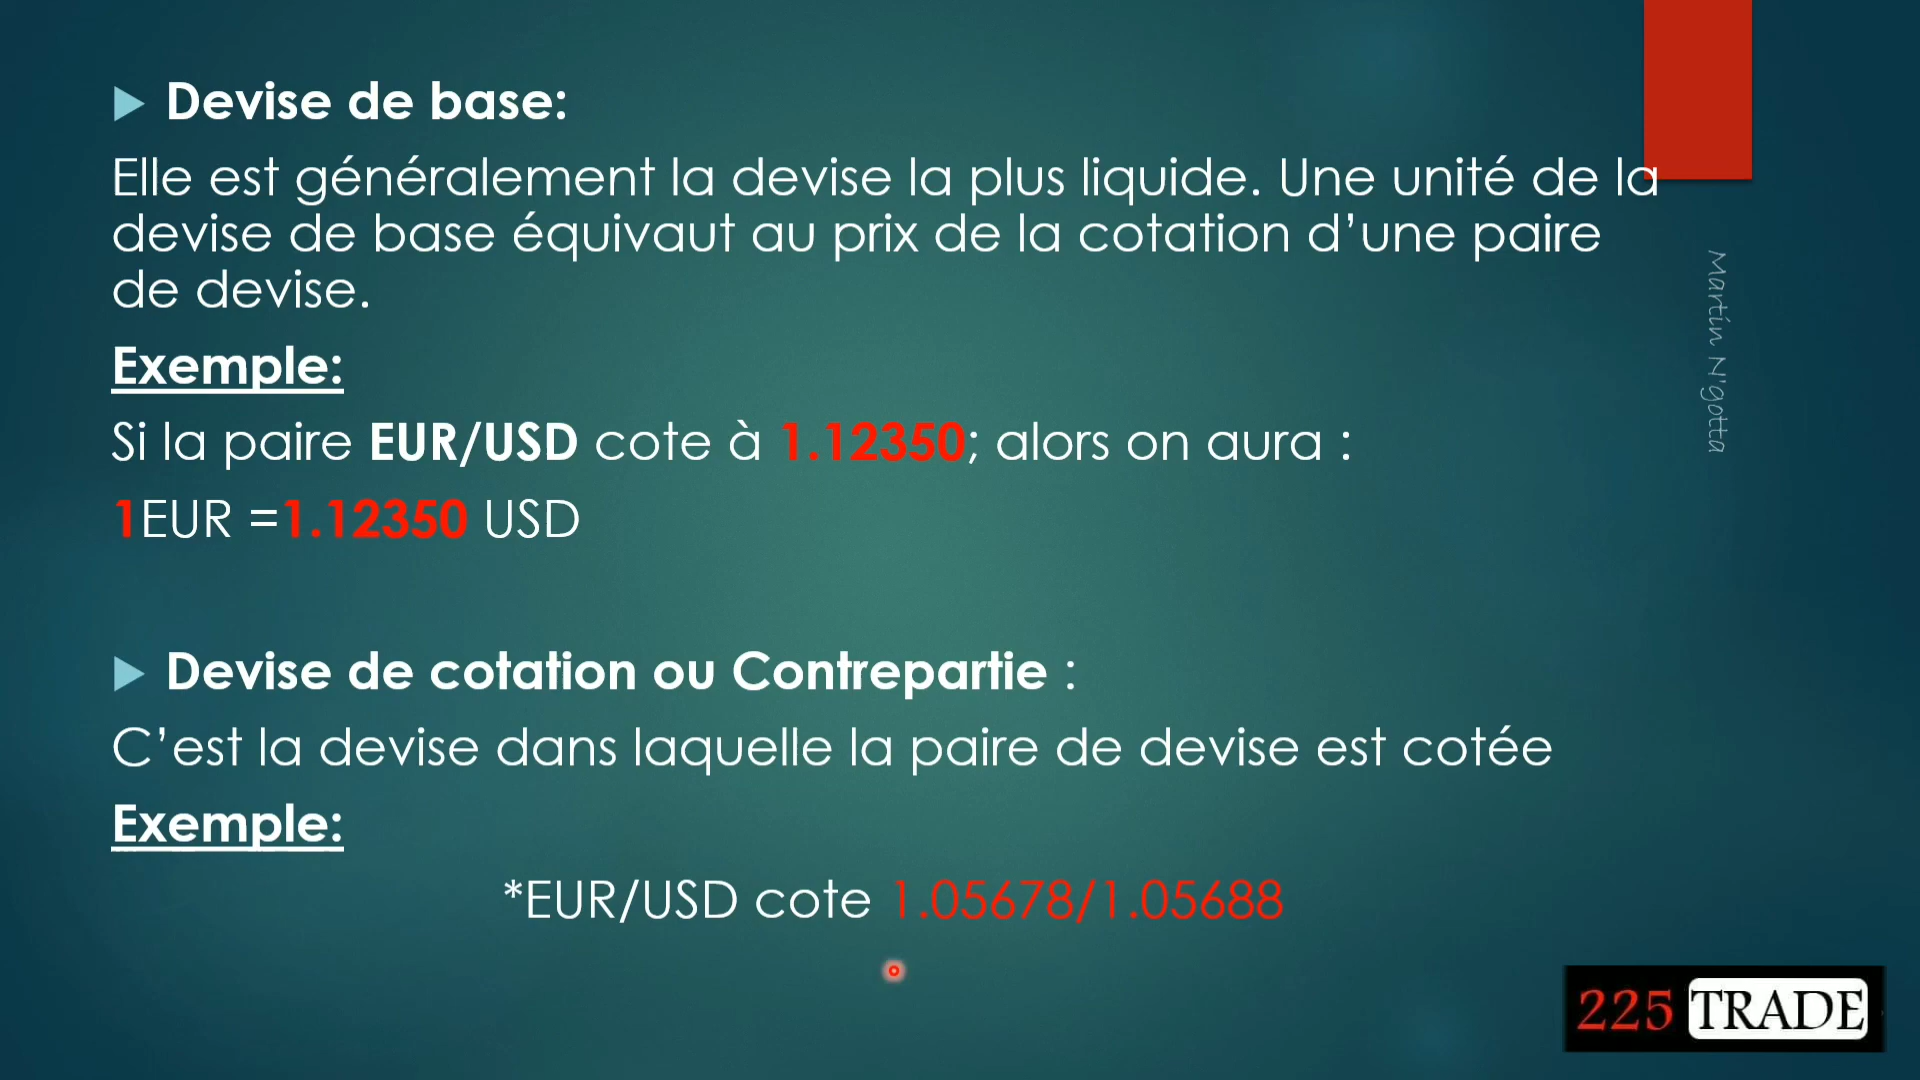 Devise de base:
Elle est généralement la devise la plus liquide. Une unité de la
devise de base équivaut au prix de la cotation d’une paire
de devise.
Exemple:
Si la paire EUR/USD cote à 1.12350; alors on aura :
1EUR =1.12350 USD
Devise de cotation ou Contrepartie :
C’est la devise dans laquelle la paire de devise est cotée
Exemple:
*EUR/USD cote 1.05678/1.05688
Martin N'gotta
225 TRADE